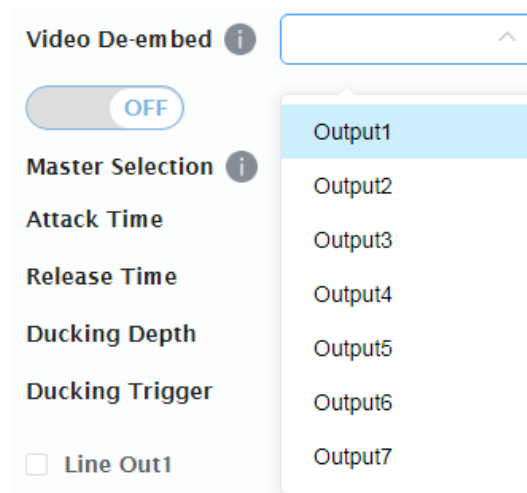 Video De-embed i
OFF
Output1
Master Selection i
Output2
Attack Time
Output3
Release Time
Output4
Ducking Depth
Output5
Ducking Trigger
Output6
Line Out1
Output7